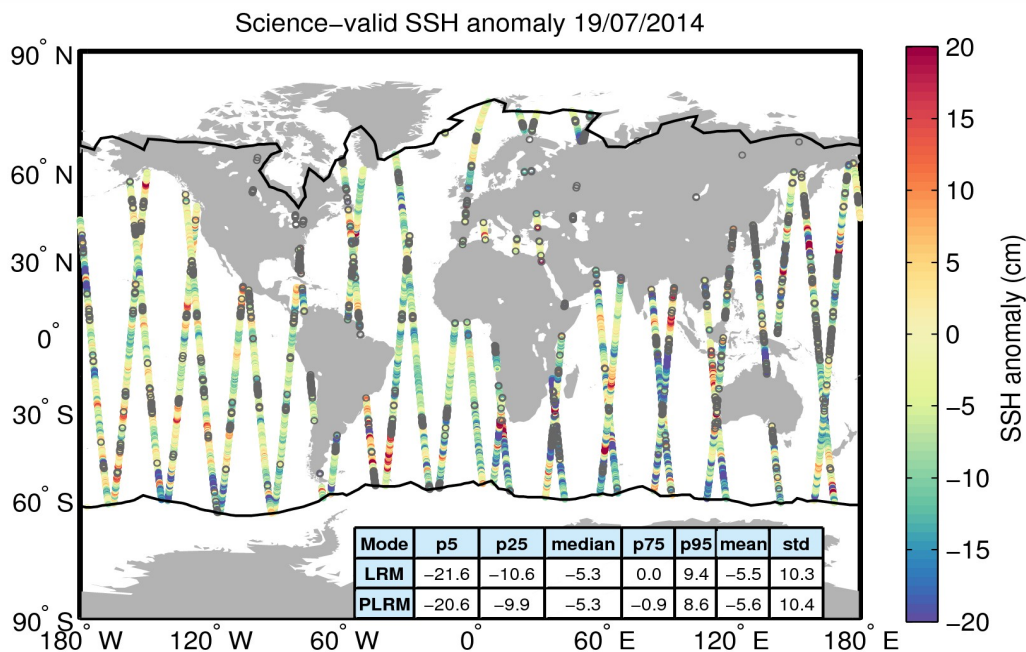 Science−valid SSH anomaly 19/07/2014
90° N
60° N
30° N
0°
30° S
60° S
90° S
180° W
120° W
60° W
0°
60° E
120° E
180° E
Mode p5 p25 median p75 p95 mean std
LRM −21.6 −10.6 −5.3 0.0 9.4 −5.5 10.3
PLRM −20.6 −9.9 −5.3 −0.9 8.6 −5.6 10.4
20
15
10
5
0
−5
−10
−15
−20
SSH anomaly (cm)